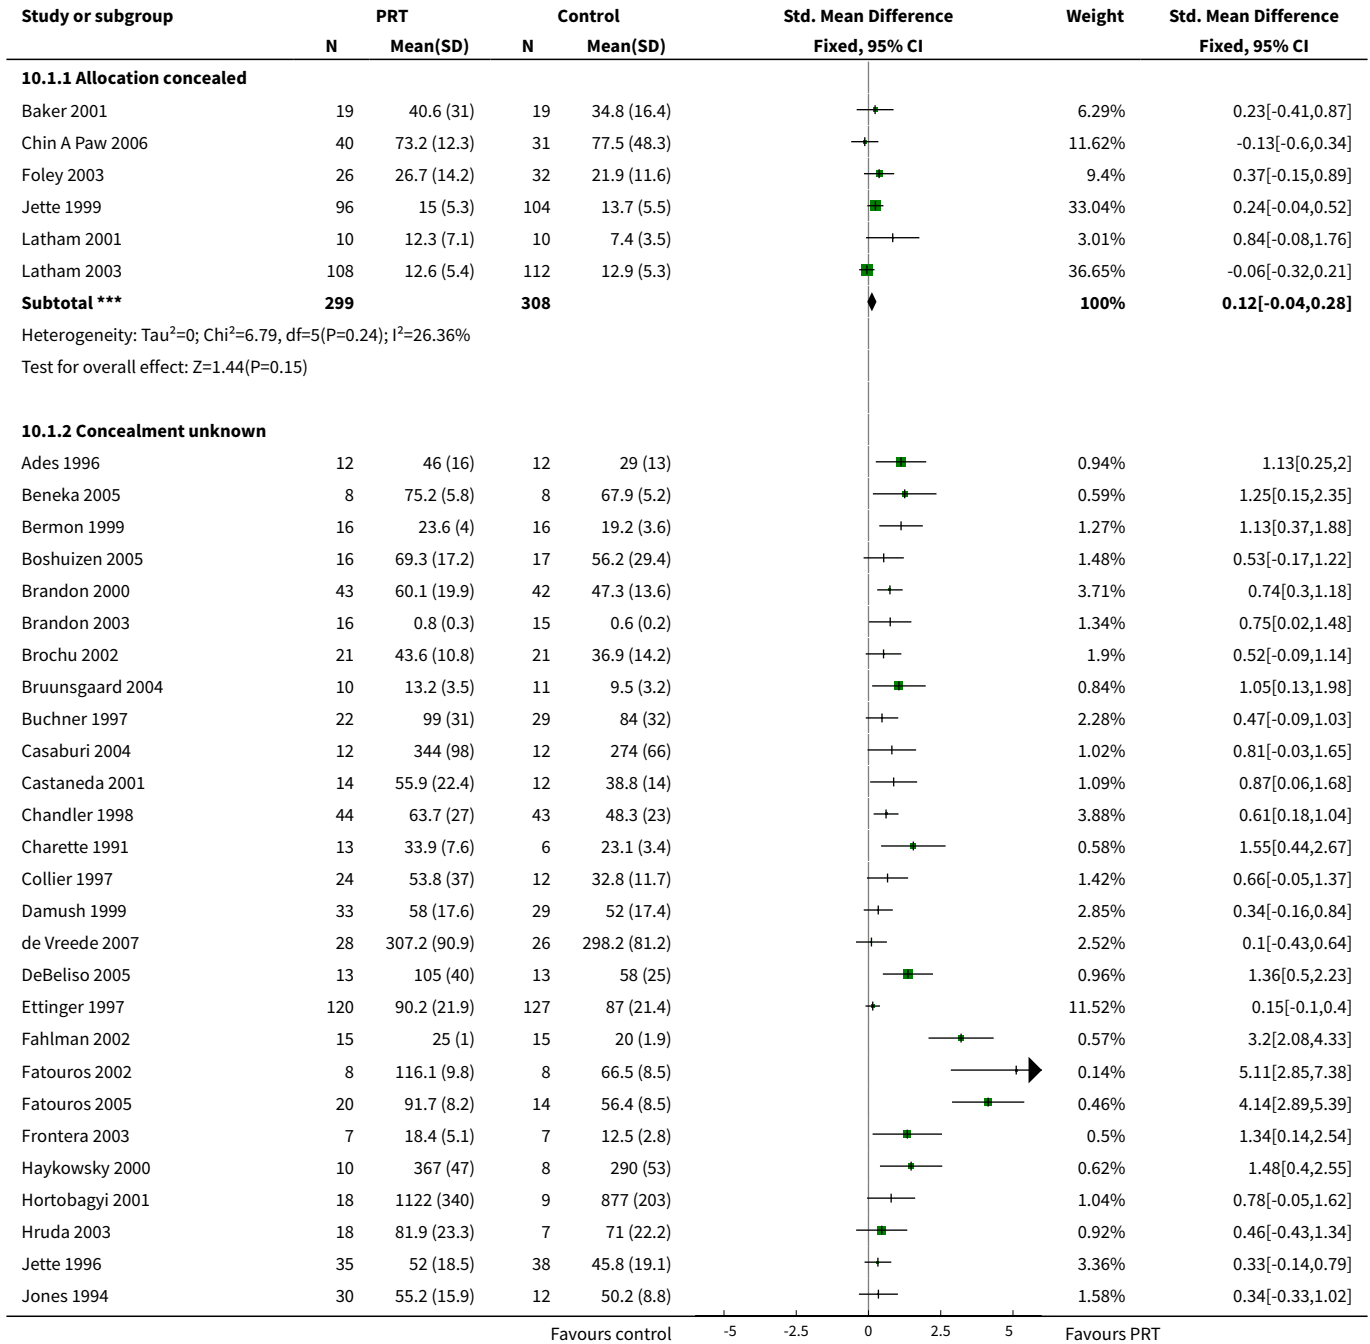 Study or subgroup PRT Control Std. Mean Difference Weight Std. Mean Difference
N Mean(SD) N Mean(SD) Fixed, 95% CI Fixed, 95% CI
10.1.1 Allocation concealed
Baker 2001 19 40.6 (31) 19 34.8 (16.4) 6.29% 0.23[-0.41,0.87]
Chin A Paw 2006 40 73.2 (12.3) 31 77.5 (48.3) 11.62% -0.13[-0.6,0.34]
Foley 2003 26 26.7 (14.2) 32 21.9 (11.6) 9.4% 0.37[-0.15,0.89]
Jette 1999 96 15 (5.3) 104 13.7 (5.5) 33.04% 0.24[-0.04,0.52]
Latham 2001 10 12.3 (7.1) 10 7.4 (3.5) 3.01% 0.84[-0.08,1.76]
Latham 2003 108 12.6 (5.4) 112 12.9 (5.3) 36.65% -0.06[-0.32,0.21]
Subtotal *** 299 308 100% 0.12[-0.04,0.28]
Heterogeneity: Tau²=0; Chi²=6.79, df=5(P=0.24); I²=26.36%
Test for overall effect: Z=1.44(P=0.15)
10.1.2 Concealment unknown
Ades 1996 12 46 (16) 12 29 (13) 0.94% 1.13[0.25,2]
Beneka 2005 8 75.2 (5.8) 8 67.9 (5.2) 0.59% 1.25[0.15,2.35]
Bermon 1999 16 23.6 (4) 16 19.2 (3.6) 1.27% 1.13[0.37,1.88]
Boshuizen 2005 16 69.3 (17.2) 17 56.2 (29.4) 1.48% 0.53[-0.17,1.22]
Brandon 2000 43 60.1 (19.9) 42 47.3 (13.6) 3.71% 0.74[0.3,1.18]
Brandon 2003 16 0.8 (0.3) 15 0.6 (0.2) 1.34% 0.75[0.02,1.48]
Brochu 2002 21 43.6 (10.8) 21 36.9 (14.2) 1.9% 0.52[-0.09,1.14]
Bruunsgaard 2004 10 13.2 (3.5) 11 9.5 (3.2) 0.84% 1.05[0.13,1.98]
Buchner 1997 22 99 (31) 29 84 (32) 2.28% 0.47[-0.09,1.03]
Casaburi 2004 12 344 (98) 12 274 (66) 1.02% 0.81[-0.03,1.65]
Castaneda 2001 14 55.9 (22.4) 12 38.8 (14) 1.09% 0.87[0.06,1.68]
Chandler 1998 44 63.7 (27) 43 48.3 (23) 3.88% 0.61[0.18,1.04]
Charette 1991 13 33.9 (7.6) 6 23.1 (3.4) 0.58% 1.55[0.44,2.67]
Collier 1997 24 53.8 (37) 12 32.8 (11.7) 1.42% 0.66[-0.05,1.37]
Damush 1999 33 58 (17.6) 29 52 (17.4) 2.85% 0.34[-0.16,0.84]
de Vreede 2007 28 307.2 (90.9) 26 298.2 (81.2) 2.52% 0.1[-0.43,0.64]
DeBeliso 2005 13 105 (40) 13 58 (25) 0.96% 1.36[0.5,2.23]
Ettinger 1997 120 90.2 (21.9) 127 87 (21.4) 11.52% 0.15[-0.1,0.4]
Fahlman 2002 15 25 (1) 15 20 (1.9) 0.57% 3.2[2.08,4.33]
Fatouros 2002 8 116.1 (9.8) 8 66.5 (8.5) 0.14% 5.11[2.85,7.38]
Fatouros 2005 20 91.7 (8.2) 14 56.4 (8.5) 0.46% 4.14[2.89,5.39]
Frontera 2003 7 18.4 (5.1) 7 12.5 (2.8) 0.5% 1.34[0.14,2.54]
Haykowsky 2000 10 367 (47) 8 290 (53) 0.62% 1.48[0.4,2.55]
Hortobagyi 2001 18 1122 (340) 9 877 (203) 1.04% 0.78[-0.05,1.62]
Hruda 2003 18 81.9 (23.3) 7 71 (22.2) 0.92% 0.46[-0.43,1.34]
Jette 1996 35 52 (18.5) 38 45.8 (19.1) 3.36% 0.33[-0.14,0.79]
Jones 1994 30 55.2 (15.9) 12 50.2 (8.8) 1.58% 0.34[-0.33,1.02]
Favours control -5 -2.5 0 2.5 5 Favours PRT